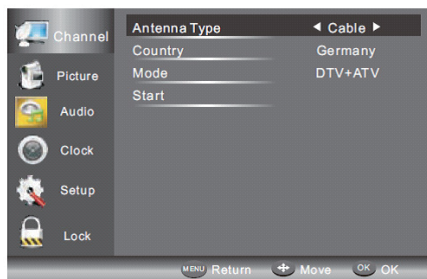 Channel
Picture
Audio
Clock
Setup
Lock
Antenna Type Cable
Country Germany
Mode DTV+ATV
Start
MENU Return Move OK OK